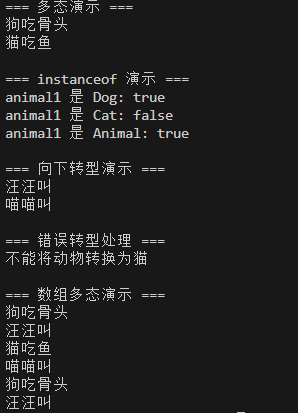 === 多态演示 ===
狗吃骨头
猫吃鱼
=== instanceof 演示 ===
animal1 是 Dog: true
animal1 是 Cat: false
animal1 是 Animal: true
=== 向下转型演示 ===
汪汪叫
喵喵叫
=== 错误转型处理 ===
不能将动物转换为猫
=== 数组多态演示 ===
狗吃骨头
汪汪叫
猫吃鱼
喵喵叫
狗吃骨头
汪汪叫